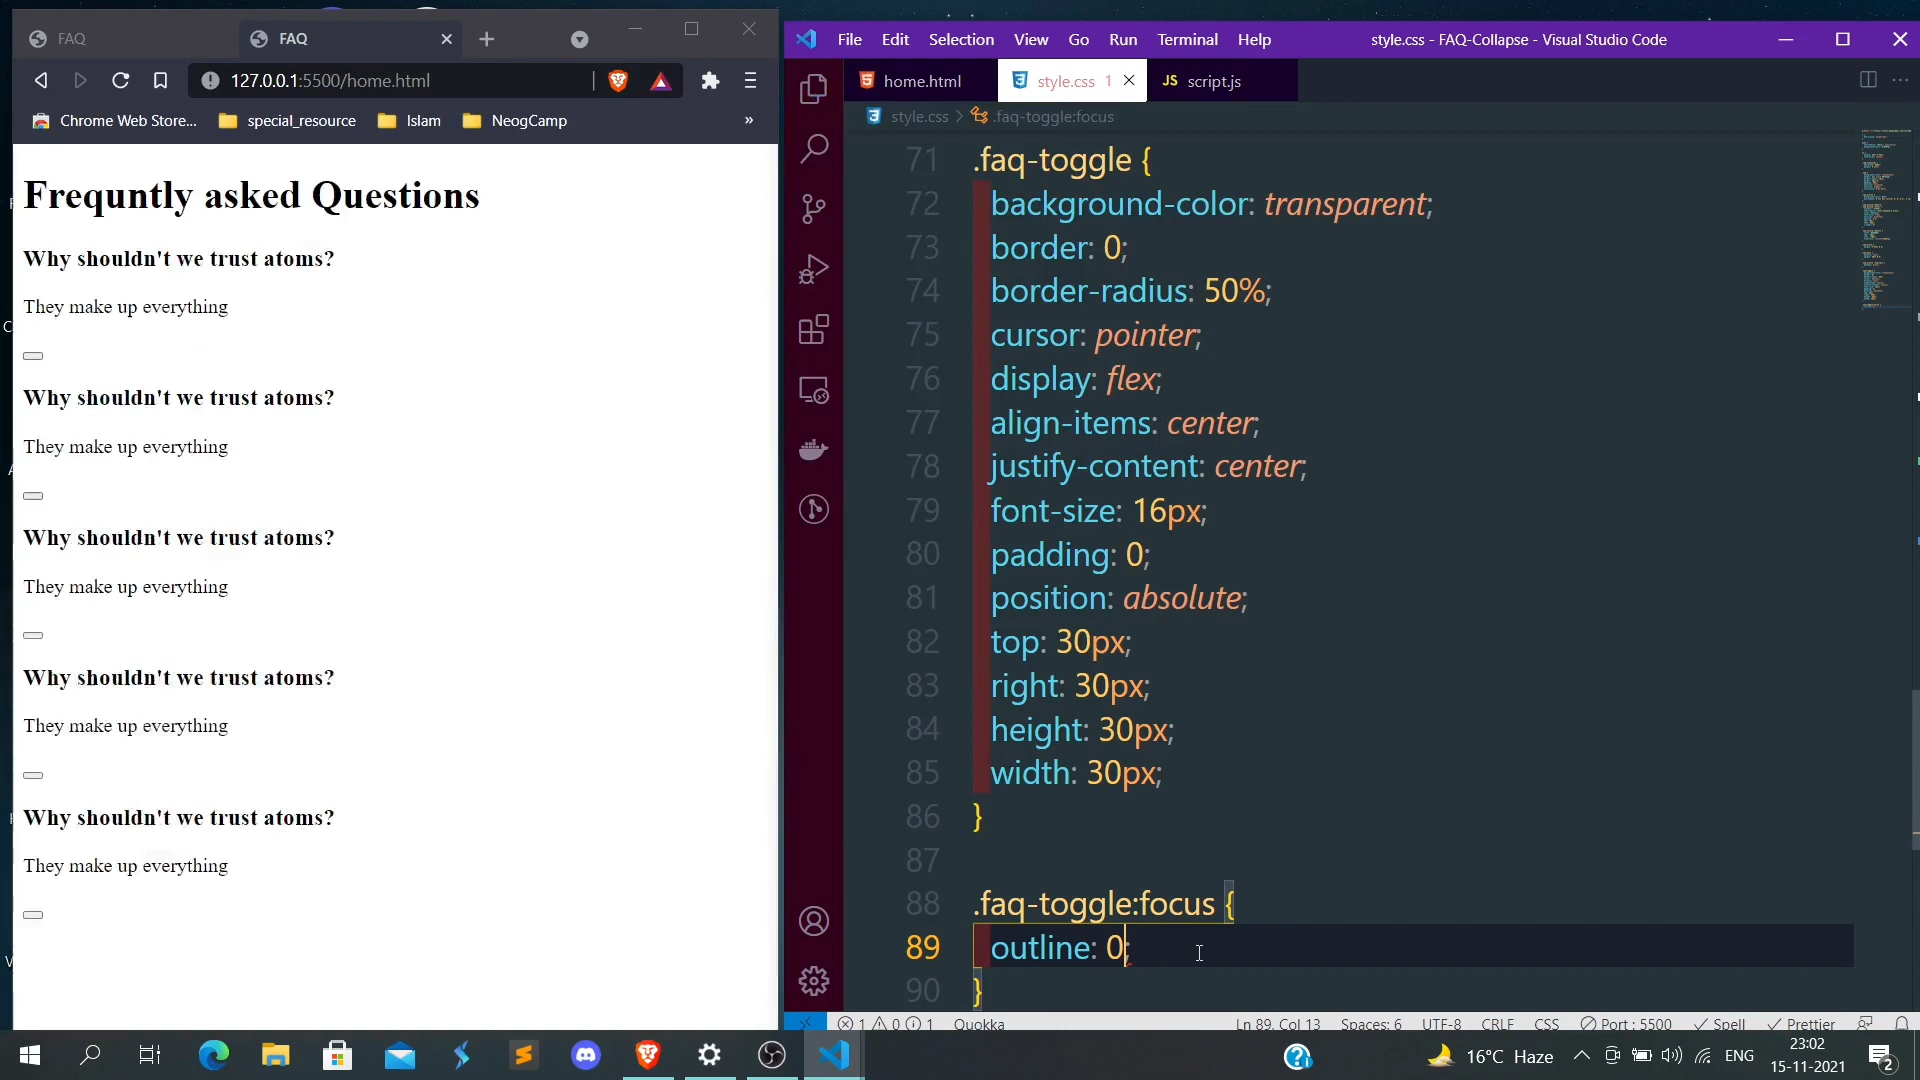 FAQ
FAQ
127.0.0.1:5500/home.html
Chrome Web Store...
special_resource
Islam
NeogCamp
»
Frequntly asked Questions
Why shouldn't we trust atoms?
They make up everything
Why shouldn't we trust atoms?
They make up everything
Why shouldn't we trust atoms?
They make up everything
Why shouldn't we trust atoms?
They make up everything
Why shouldn't we trust atoms?
They make up everything
File Edit Selection View Go Run Terminal Help
style.css - FAQ-Collapse - Visual Studio Code
home.html
style.css 1
JS script.js
style.css > .faq-toggle:focus
71 .faq-toggle {
72 background-color: transparent;
73 border: 0;
74 border-radius: 50%;
75 cursor: pointer;
76 display: flex;
77 align-items: center;
78 justify-content: center;
79 font-size: 16px;
80 padding: 0;
81 position: absolute;
82 top: 30px;
83 right: 30px;
84 height: 30px;
85 width: 30px;
86 }
87
88 .faq-toggle:focus {
89 outline: 0;
90 }
1 0 1 Quokka Ln 89, Col 13 Spaces: 6 UTF-8 CRLF CSS Port : 5500 Spell Prettier
16°C Haze
ENG
23:02
15-11-2021
2